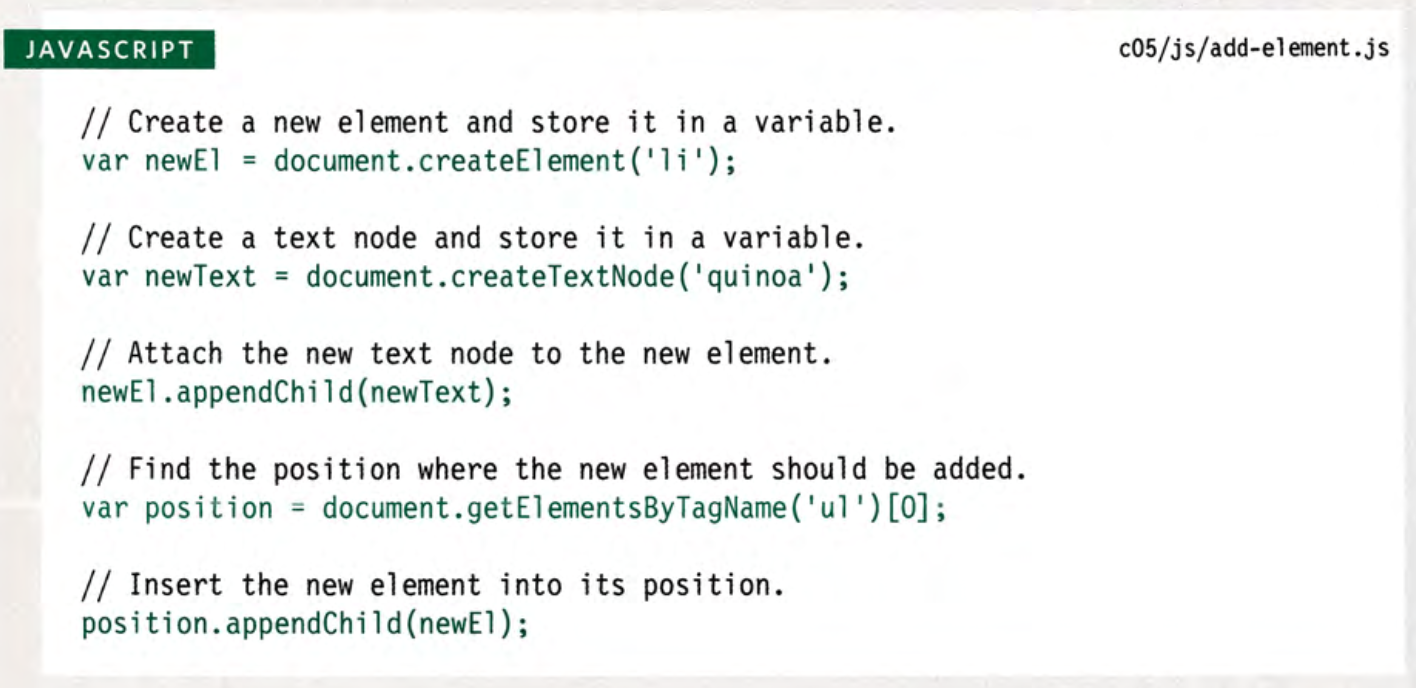 JAVASCRIPT
c05/js/add-element.js
// Create a new element and store it in a variable.
var newEl = document.createElement('li');
// Create a text node and store it in a variable.
var newText = document.createTextNode('quinoa');
// Attach the new text node to the new element.
newEl.appendChild(newText);
// Find the position where the new element should be added.
var position = document.getElementsByTagName('ul')[0];
// Insert the new element into its position.
position.appendChild(newEl);